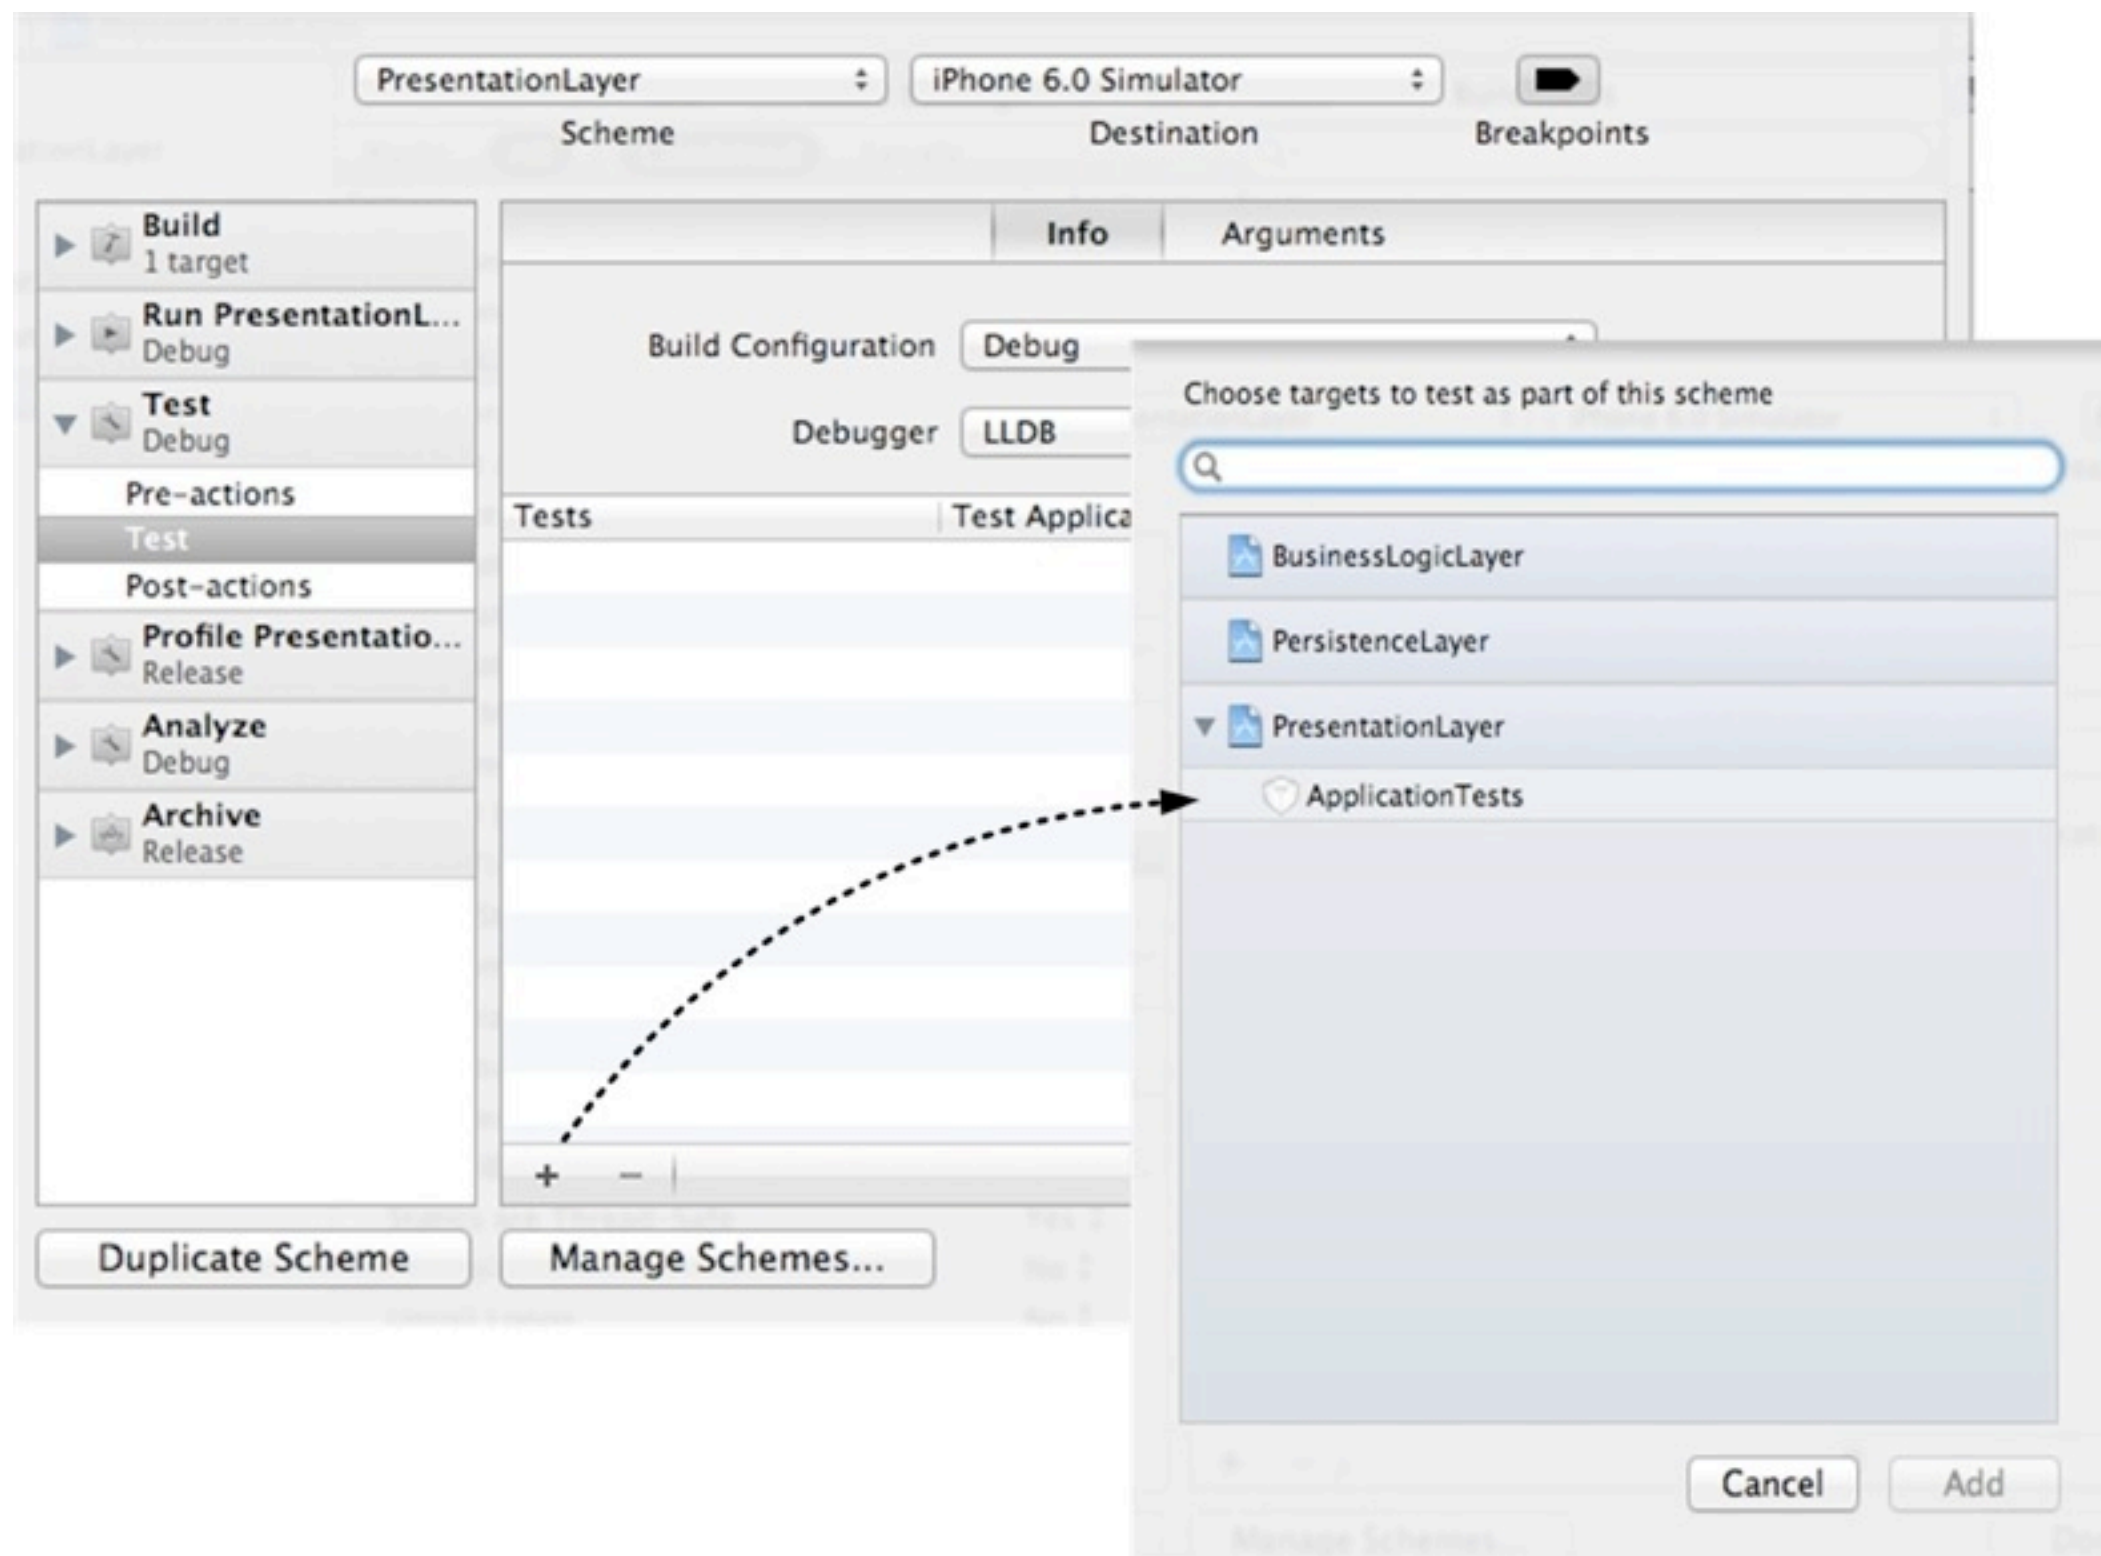 PresentationLayer
iPhone 6.0 Simulator
Scheme
Destination
Breakpoints
Build
1 target
Run PresentationL...
Debug
Test
Debug
Pre-actions
Test
Post-actions
Profile Presentatio...
Release
Analyze
Debug
Archive
Release
Info
Arguments
Build Configuration
Debug
Debugger
LLDB
Tests
Test Applica
+ −
Duplicate Scheme
Manage Schemes...
Choose targets to test as part of this scheme
BusinessLogicLayer
PersistenceLayer
PresentationLayer
ApplicationTests
Cancel
Add
Manage Schemes...